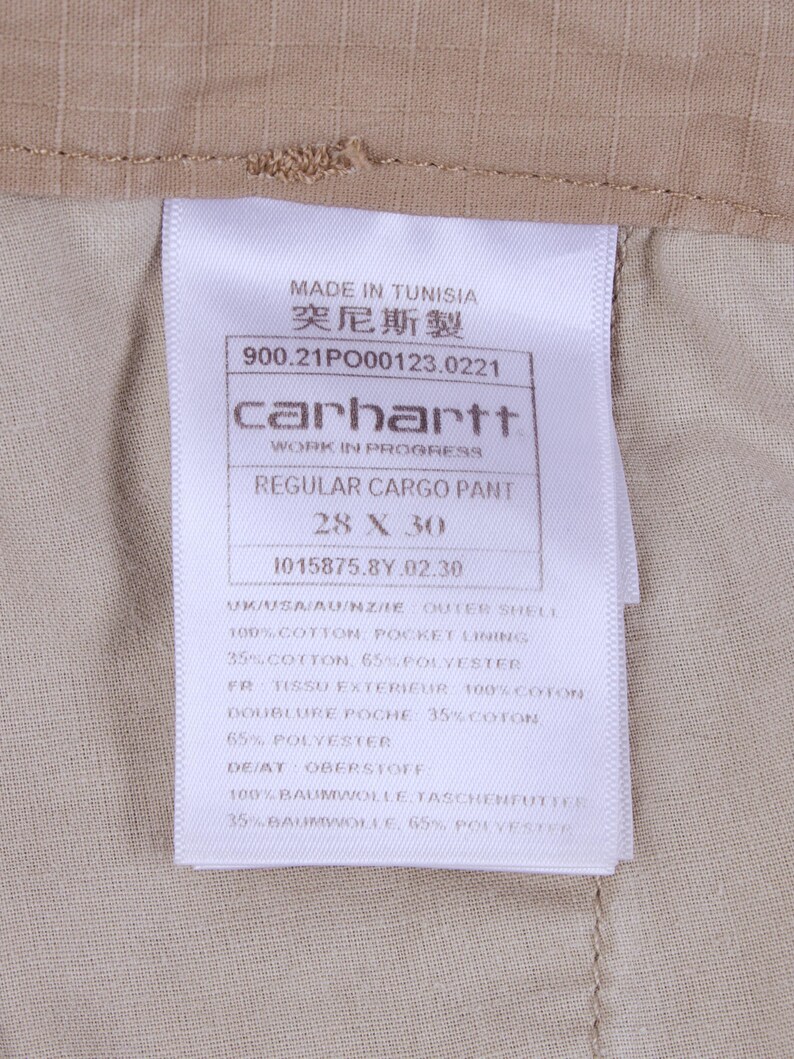 MADE IN TUNISIA
突尼斯製
900.21PO00123.0221
carhartt
WORK IN PROGRESS
REGULAR CARGO PANT
28 X 30
I015875.8Y.02.30
UK/USA/AU/NZ/IE : OUTER SHELL
100%COTTON; POCKET LINING
35%COTTON, 65%POLYESTER
FR : TISSU EXTERIEUR: 100%COTON
DOUBLURE POCHE: 35%COTON
65% POLYESTER
DE/AT : OBERSTOFF:
100%BAUMWOLLE,TASCHENFUTTER
35%BAUMWOLLE, 65% POLYESTER